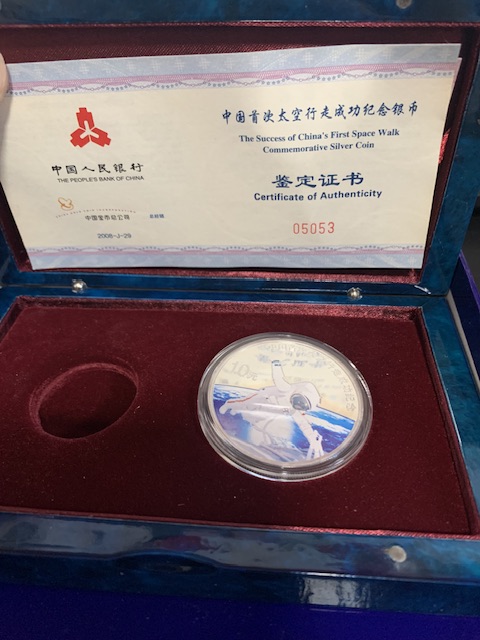 中国人民银行
THE PEOPLE'S BANK OF CHINA
中国金币总公司
2008-J-29
中国首次太空行走成功纪念银币
The Success of China's First Space Walk
Commemorative Silver Coin
鉴定证书
Certificate of Authenticity
05053
10元